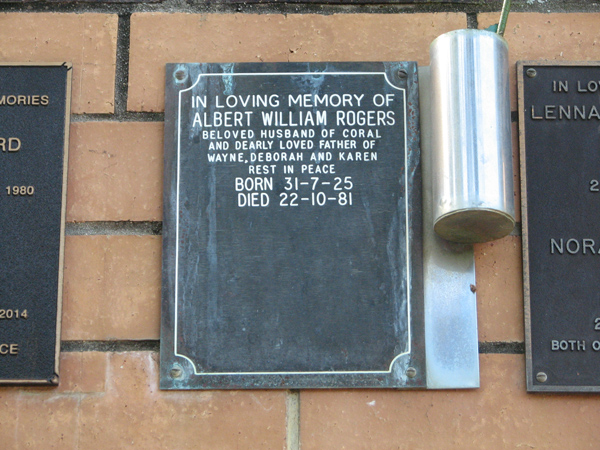 MORIES
1980
2014
IN LOVING MEMORY OF
ALBERT WILLIAM ROGERS
BELOVED HUSBAND OF CORAL
AND DEARLY LOVED FATHER OF
WAYNE, DEBORAH AND KAREN
REST IN PEACE
BORN 31-7-25
DIED 22-10-81
IN LO
LENNA
2
NORA
2
BOTH O